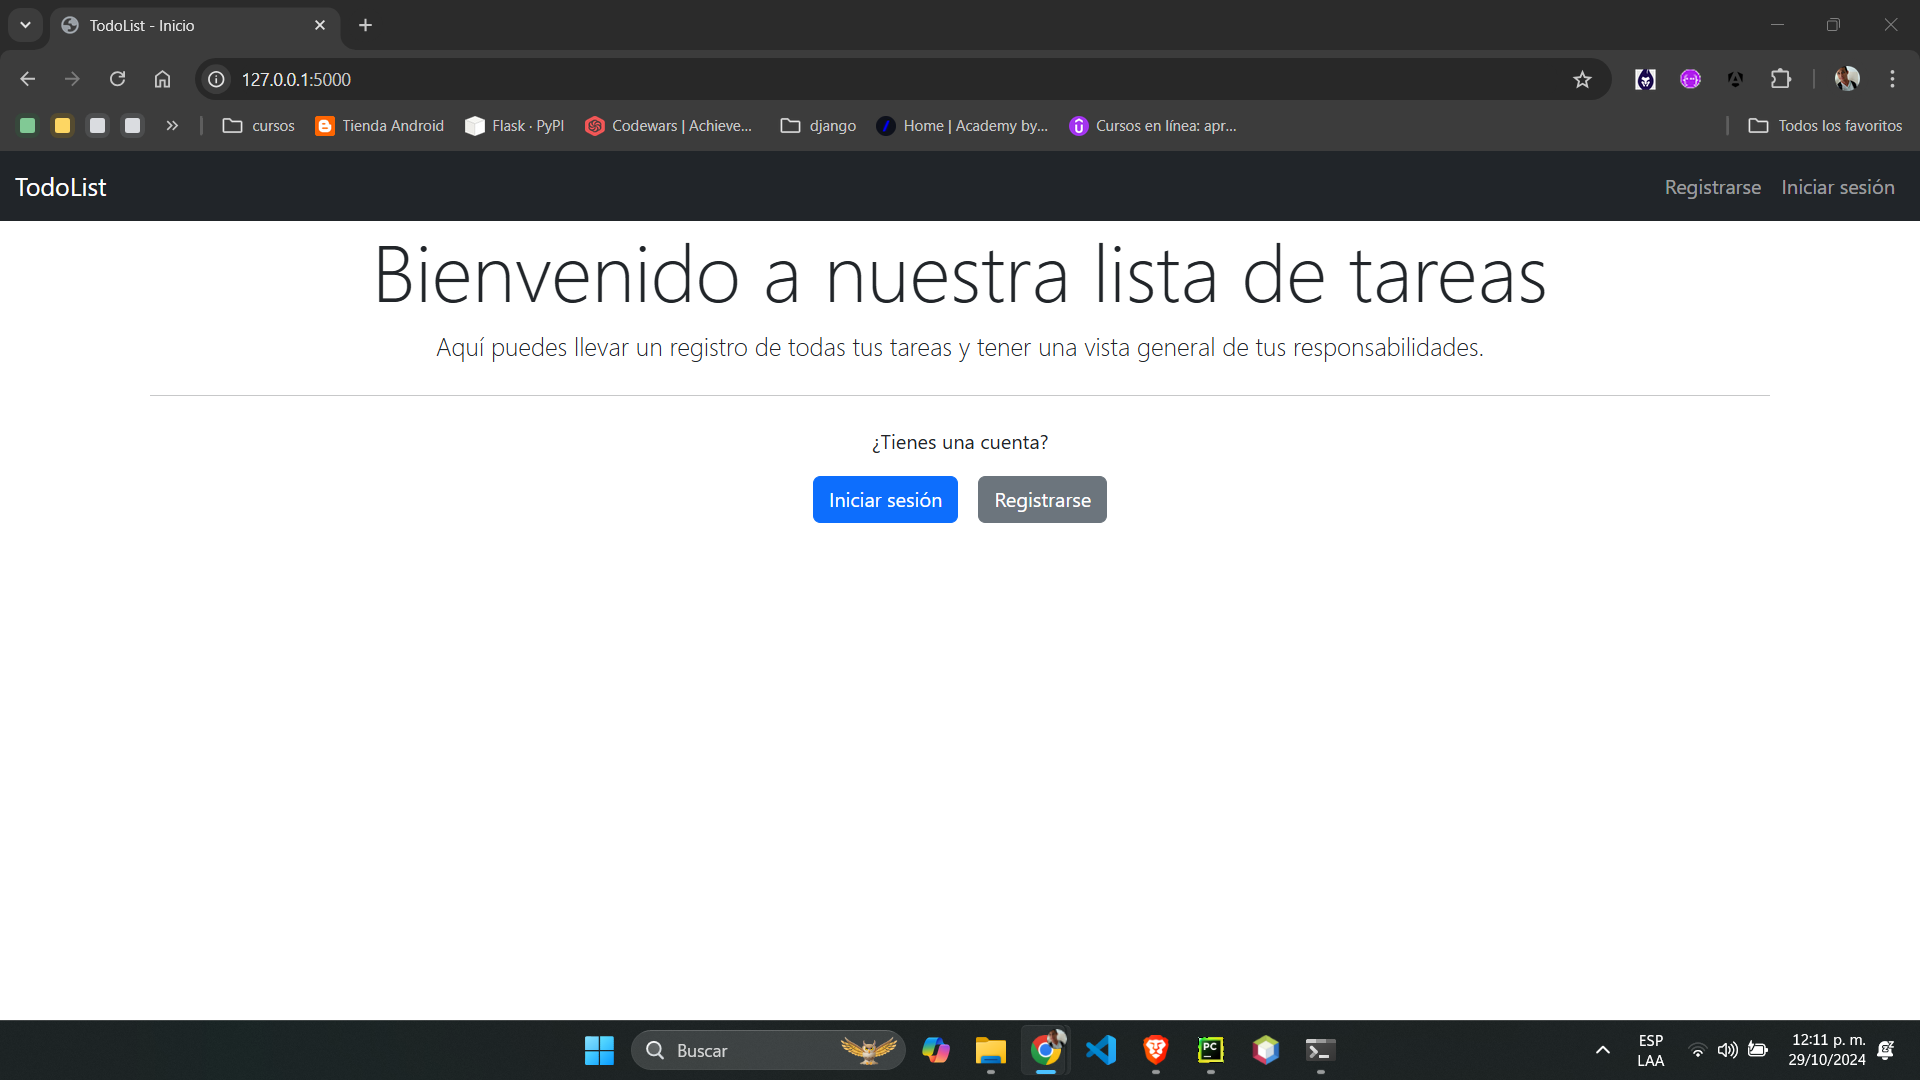 TodoList - Inicio
127.0.0.1:5000
cursos
Tienda Android
Flask · PyPI
Codewars | Achieve...
django
Home | Academy by...
Cursos en línea: apr...
Todos los favoritos
TodoList
Registrarse
Iniciar sesión
Bienvenido a nuestra lista de tareas
Aquí puedes llevar un registro de todas tus tareas y tener una vista general de tus responsabilidades.
¿Tienes una cuenta?
Iniciar sesión
Registrarse
Buscar
PC
ESP
LAA
12:11 p. m.
29/10/2024